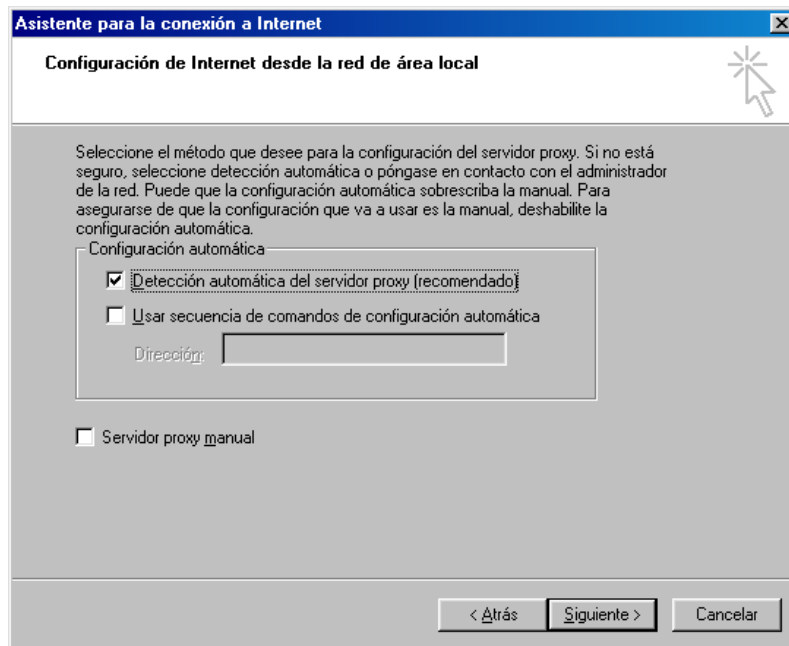 Asistente para la conexión a Internet
Configuración de Internet desde la red de área local
Seleccione el método que desee para la configuración del servidor proxy. Si no está
seguro, seleccione detección automática o póngase en contacto con el administrador
de la red. Puede que la configuración automática sobrescriba la manual. Para
asegurarse de que la configuración que va a usar es la manual, deshabilite la
configuración automática.
Configuración automática
Detección automática del servidor proxy (recomendado)
Usar secuencia de comandos de configuración automática
Dirección:
Servidor proxy manual
< Atrás Siguiente > Cancelar